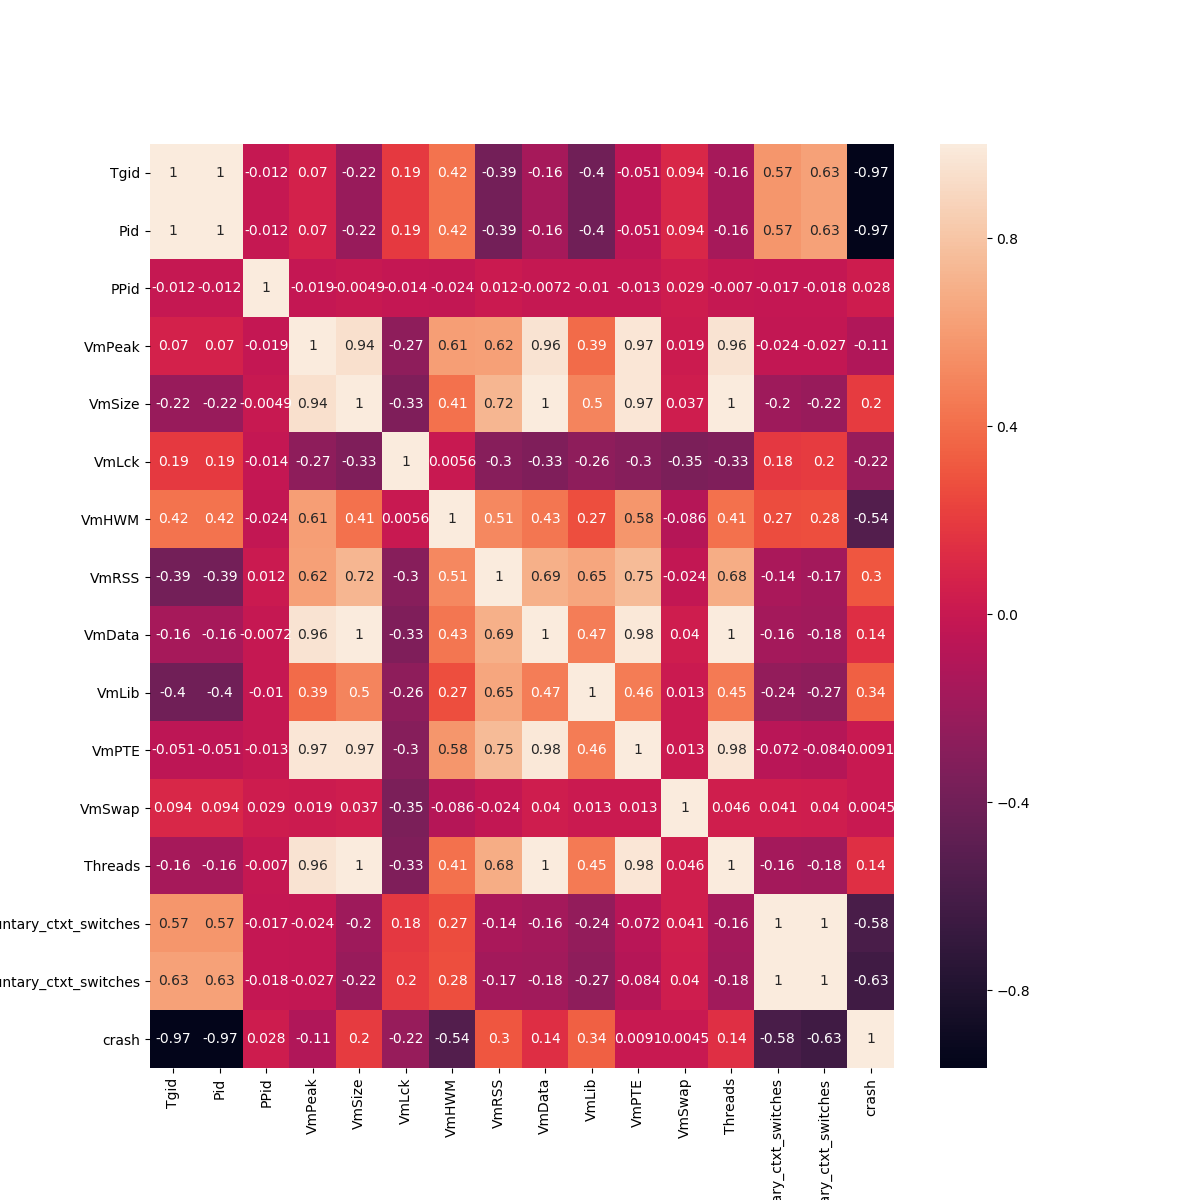 Tgid 1 1 -0.012 0.07 -0.22 0.19 0.42 -0.39 -0.16 -0.4 -0.051 0.094 -0.16 0.57 0.63 -0.97
0.8
Pid 1 1 -0.012 0.07 -0.22 0.19 0.42 -0.39 -0.16 -0.4 -0.051 0.094 -0.16 0.57 0.63 -0.97
PPid -0.012 -0.012 1 -0.019 -0.0049 -0.014 -0.024 0.012 -0.0072 -0.01 -0.013 0.029 -0.007 -0.017 -0.018 0.028
VmPeak 0.07 0.07 -0.019 1 0.94 -0.27 0.61 0.62 0.96 0.39 0.97 0.019 0.96 -0.024 -0.027 -0.11
VmSize -0.22 -0.22 -0.0049 0.94 1 -0.33 0.41 0.72 1 0.5 0.97 0.037 1 -0.2 -0.22 0.2
0.4
VmLck 0.19 0.19 -0.014 -0.27 -0.33 1 0.0056 -0.3 -0.33 -0.26 -0.3 -0.35 -0.33 0.18 0.2 -0.22
VmHWM 0.42 0.42 -0.024 0.61 0.41 0.0056 1 0.51 0.43 0.27 0.58 -0.086 0.41 0.27 0.28 -0.54
VmRSS -0.39 -0.39 0.012 0.62 0.72 -0.3 0.51 1 0.69 0.65 0.75 -0.024 0.68 -0.14 -0.17 0.3
0.0
VmData -0.16 -0.16 -0.0072 0.96 1 -0.33 0.43 0.69 1 0.47 0.98 0.04 1 -0.16 -0.18 0.14
VmLib -0.4 -0.4 -0.01 0.39 0.5 -0.26 0.27 0.65 0.47 1 0.46 0.013 0.45 -0.24 -0.27 0.34
VmPTE -0.051 -0.051 -0.013 0.97 0.97 -0.3 0.58 0.75 0.98 0.46 1 0.013 0.98 -0.072 -0.084 0.0091
−0.4
VmSwap 0.094 0.094 0.029 0.019 0.037 -0.35 -0.086 -0.024 0.04 0.013 0.013 1 0.046 0.041 0.04 0.0045
Threads -0.16 -0.16 -0.007 0.96 1 -0.33 0.41 0.68 1 0.45 0.98 0.046 1 -0.16 -0.18 0.14
untary_ctxt_switches 0.57 0.57 -0.017 -0.024 -0.2 0.18 0.27 -0.14 -0.16 -0.24 -0.072 0.041 -0.16 1 1 -0.58
untary_ctxt_switches 0.63 0.63 -0.018 -0.027 -0.22 0.2 0.28 -0.17 -0.18 -0.27 -0.084 0.04 -0.18 1 1 -0.63
−0.8
crash -0.97 -0.97 0.028 -0.11 0.2 -0.22 -0.54 0.3 0.14 0.34 0.0091 0.0045 0.14 -0.58 -0.63 1
Tgid
Pid
PPid
VmPeak
VmSize
VmLck
VmHWM
VmRSS
VmData
VmLib
VmPTE
VmSwap
Threads
ary_ctxt_switches
ary_ctxt_switches
crash